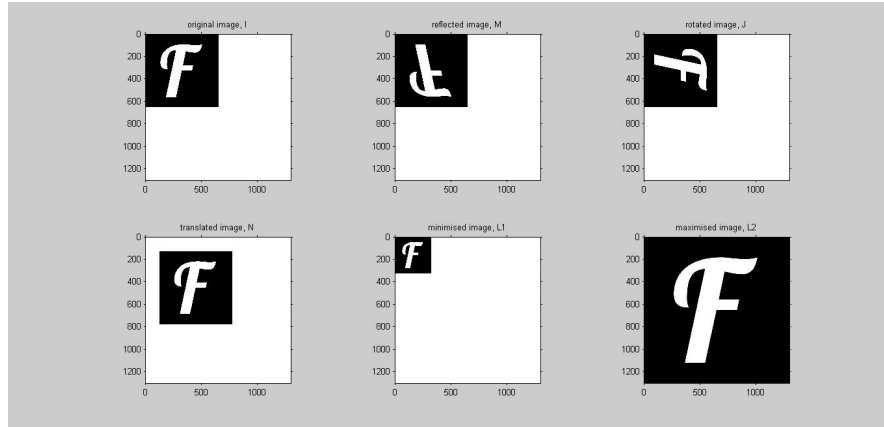 original image, I
reflected image, M
rotated image, J
0
200
400
600
800
1000
1200
F
0 500 1000
0
200
400
600
800
1000
1200
F
0 500 1000
0
200
400
600
800
1000
1200
F
0 500 1000
translated image, N
minimised image, L1
maximised image, L2
0
200
400
600
800
1000
1200
F
0 500 1000
0
200
400
600
800
1000
1200
F
0 500 1000
0
200
400
600
800
1000
1200
F
0 500 1000